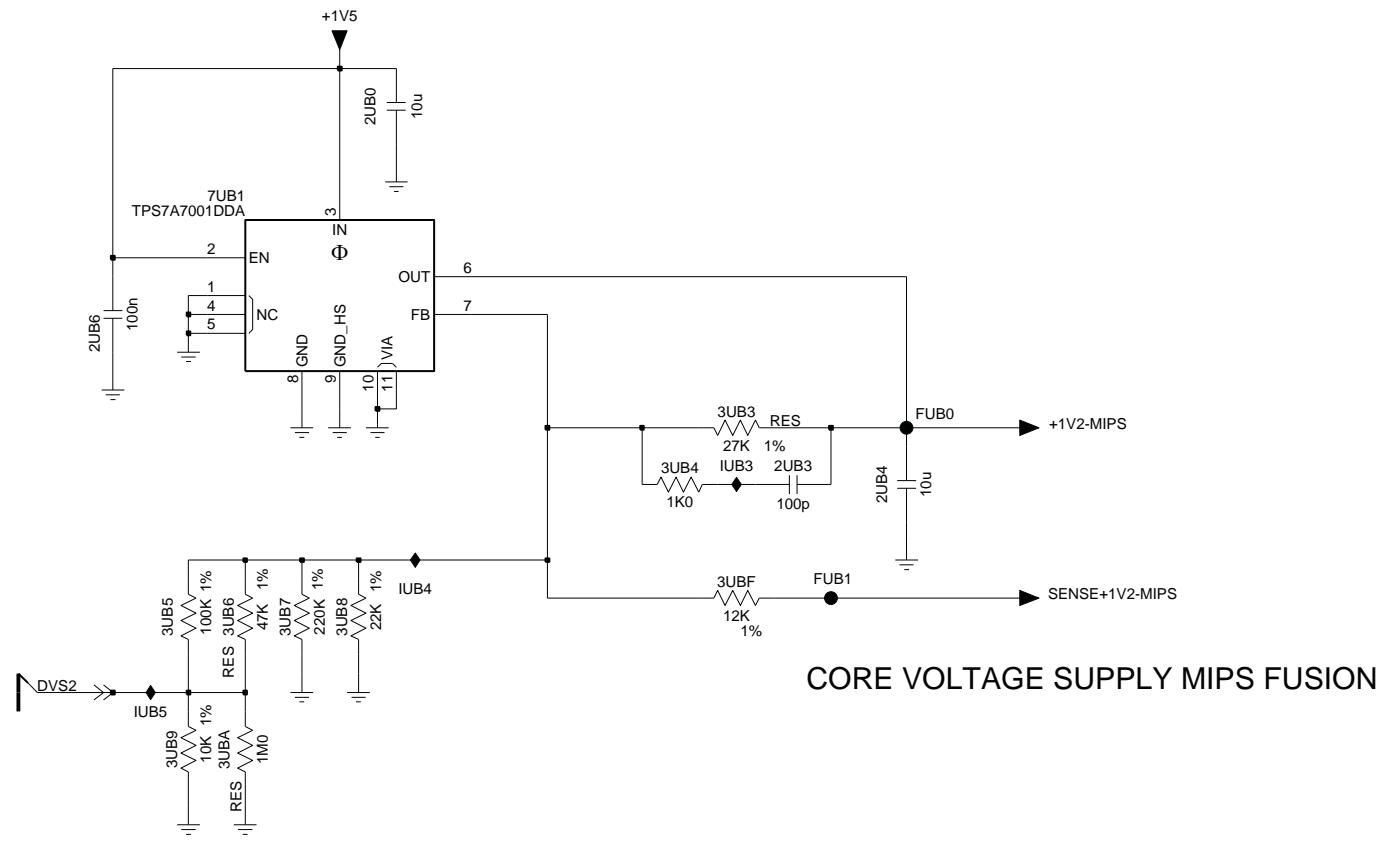 +1V5
2UB0
10u
7UB1
TPS7A7001DDA
3
IN
Φ
2
EN
OUT
6
1
4
5
NC
FB
7
2UB6
100n
GND
GND_HS
VIA
8
9
10
11
3UB3
RES
27K
1%
FUB0
+1V2-MIPS
3UB4
IUB3
2UB3
1K0
100p
2UB4
10u
IUB4
3UB5
100K 1%
3UB6
47K 1%
RES
3UB7
220K 1%
3UB8
22K 1%
3UBF
12K
1%
FUB1
SENSE+1V2-MIPS
CORE VOLTAGE SUPPLY MIPS FUSION
DVS2
IUB5
3UB9
10K 1%
3UBA
1M0
RES